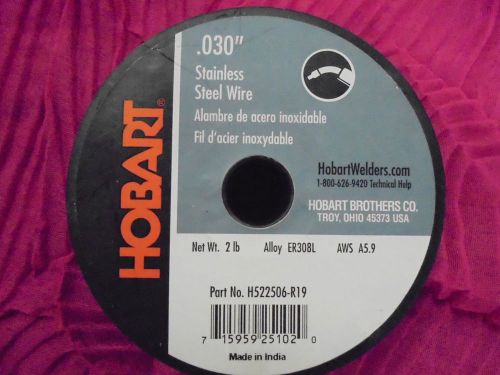 HOBART®
.030"
Stainless
Steel Wire
Alambre de acero inoxidable
Fil d'acier inoxydable
HobartWelders.com
1-800-626-9420 Technical Help
HOBART BROTHERS CO.
TROY, OHIO 45373 USA
Net Wt. 2 lb Alloy ER308L AWS A5.9
Part No. H522506-R19
7 15959 25102 0
Made in India